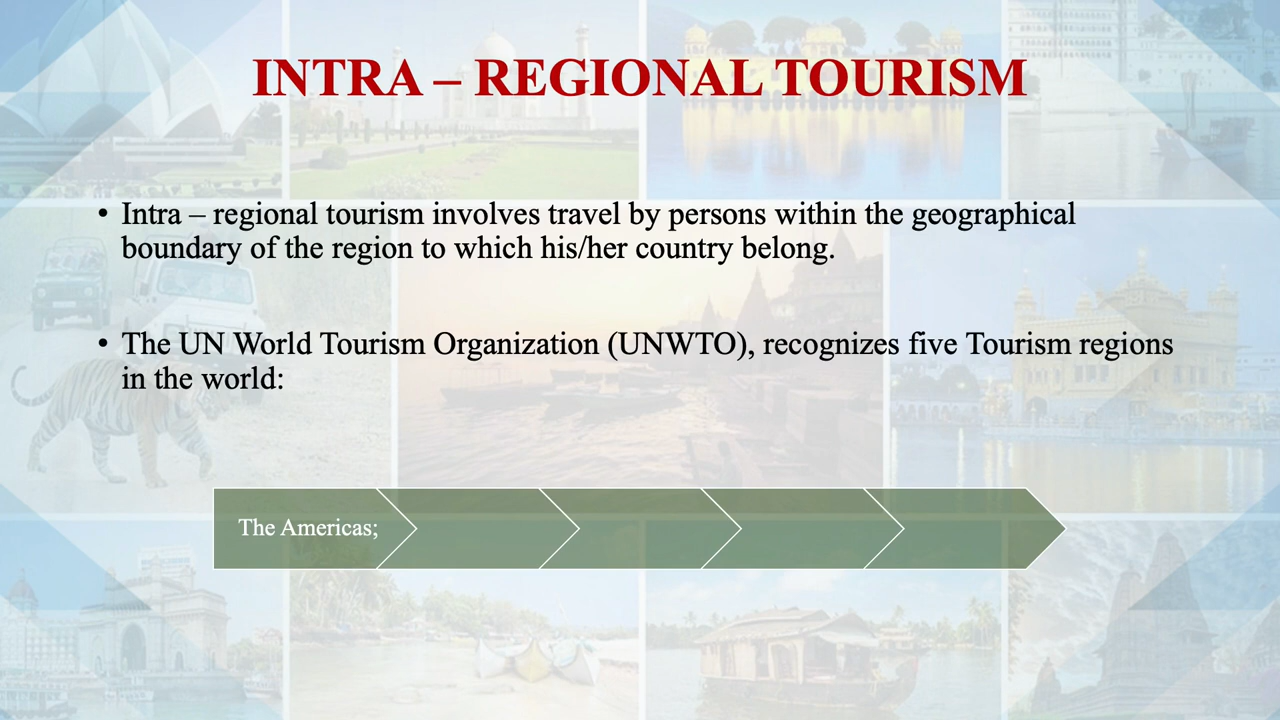 INTRA – REGIONAL TOURISM
• Intra – regional tourism involves travel by persons within the geographical
boundary of the region to which his/her country belong.
• The UN World Tourism Organization (UNWTO), recognizes five Tourism regions
in the world:
The Americas;